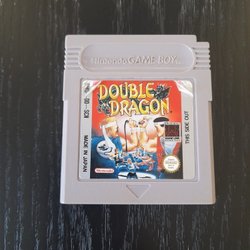 Nintendo GAME BOY
DOUBLE
DRAGON
MADE IN JAPAN
THIS SIDE OUT
Nintendo